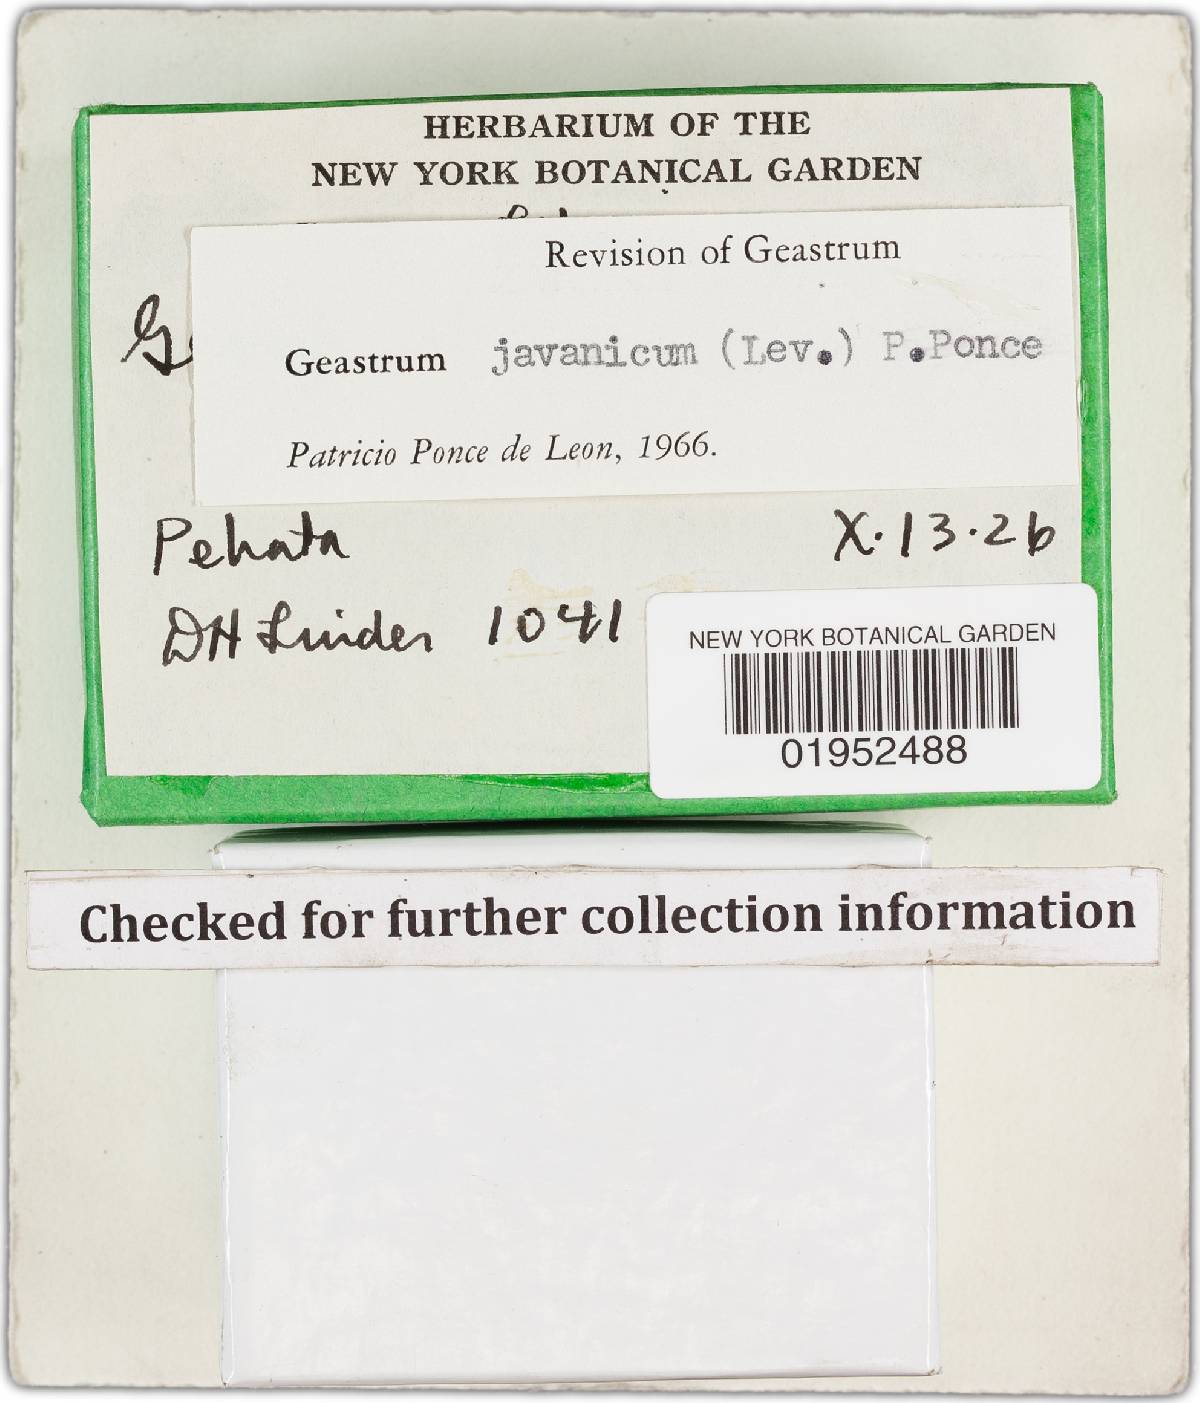 HERBARIUM OF THE
NEW YORK BOTANICAL GARDEN
Revision of Geastrum
Geastrum javanicum (Lev.) P.Ponce
Patricio Ponce de Leon, 1966.
Pehata X.13.26
DH Linder 1041
NEW YORK BOTANICAL GARDEN
01952488
Checked for further collection information